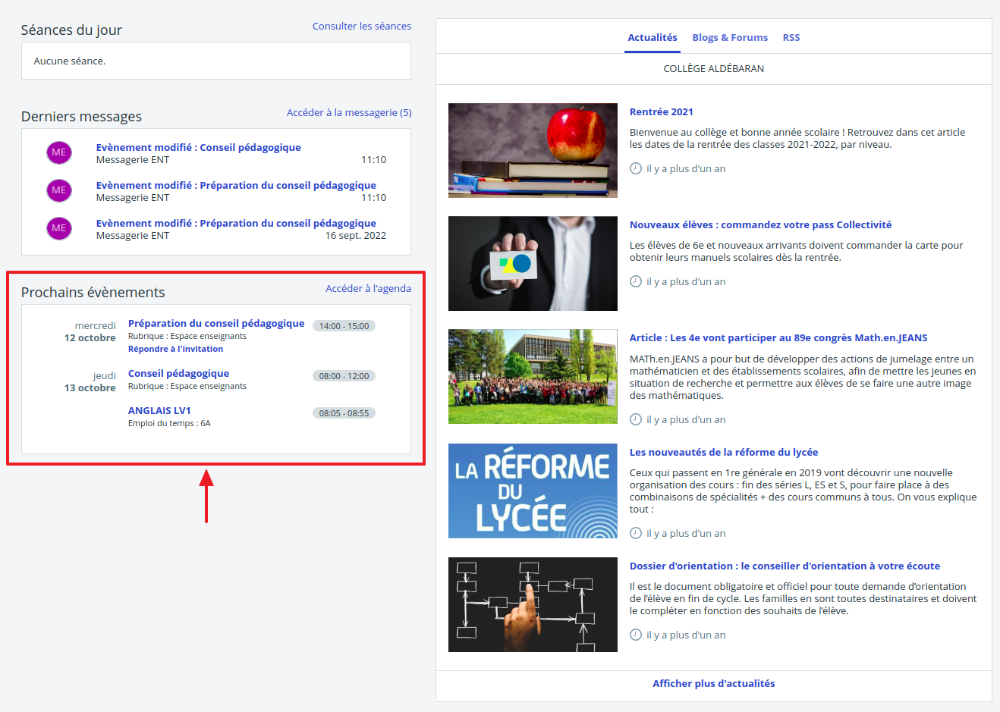 Séances du jour
Consulter les séances
Aucune séance.
Derniers messages
Accéder à la messagerie (5)
ME
Evènement modifié : Conseil pédagogique
Messagerie ENT
11:10
ME
Evènement modifié : Préparation du conseil pédagogique
Messagerie ENT
11:10
ME
Evènement modifié : Préparation du conseil pédagogique
Messagerie ENT
16 sept. 2022
Prochains évènements
Accéder à l'agenda
mercredi
12 octobre
Préparation du conseil pédagogique
14:00 - 15:00
Rubrique : Espace enseignants
Répondre à l'invitation
jeudi
13 octobre
Conseil pédagogique
08:00 - 12:00
Rubrique : Espace enseignants
ANGLAIS LV1
08:05 - 08:55
Emploi du temps : 6A
Actualités
Blogs & Forums
RSS
COLLÈGE ALDÉBARAN
Rentrée 2021
Bienvenue au collège et bonne année scolaire ! Retrouvez dans cet article
les dates de la rentrée des classes 2021-2022, par niveau.
il y a plus d'un an
Nouveaux élèves : commandez votre pass Collectivité
Les élèves de 6e et nouveaux arrivants doivent commander la carte pour
obtenir leurs manuels scolaires dès la rentrée.
il y a plus d'un an
Article : Les 4e vont participer au 89e congrès Math.en.JEANS
MATh.en.JEANS a pour but de développer des actions de jumelage entre un
mathématicien et des établissements scolaires, afin de mettre les jeunes en
situation de recherche et permettre aux élèves de se faire une autre image
des mathématiques.
il y a plus d'un an
LA RÉFORME
DU
LYCÉE
Les nouveautés de la réforme du lycée
Ceux qui passent en 1re générale en 2019 vont découvrir une nouvelle
organisation des cours : fin des séries L, ES et S, pour faire place à des
combinaisons de spécialités + des cours communs à tous. On vous explique
tout :
il y a plus d'un an
Dossier d'orientation : le conseiller d'orientation à votre écoute
Il est le document obligatoire et officiel pour toute demande d’orientation
de l’élève en fin de cycle. Les familles en sont toutes destinataires et doivent
le compléter en fonction des souhaits de l’élève.
il y a plus d'un an
Afficher plus d'actualités